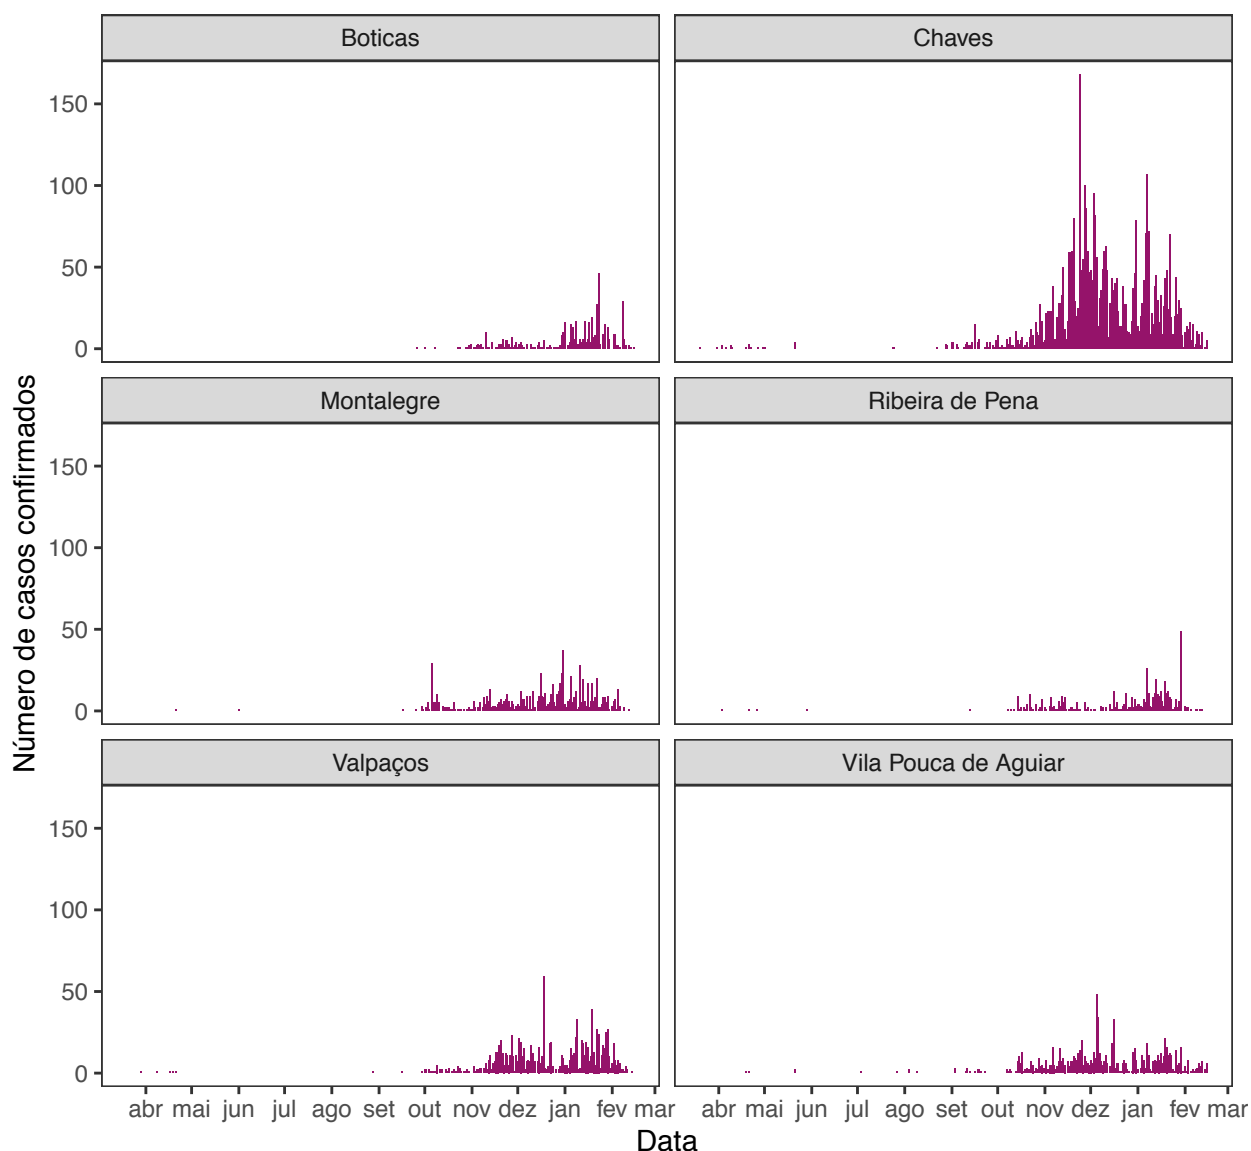 Boticas
Chaves
150
100
50
0
Montalegre
Ribeira de Pena
150
100
50
0
Valpaços
Vila Pouca de Aguiar
150
100
50
0
abr mai jun jul ago set out nov dez jan fev mar
abr mai jun jul ago set out nov dez jan fev mar
Data
Número de casos confirmados